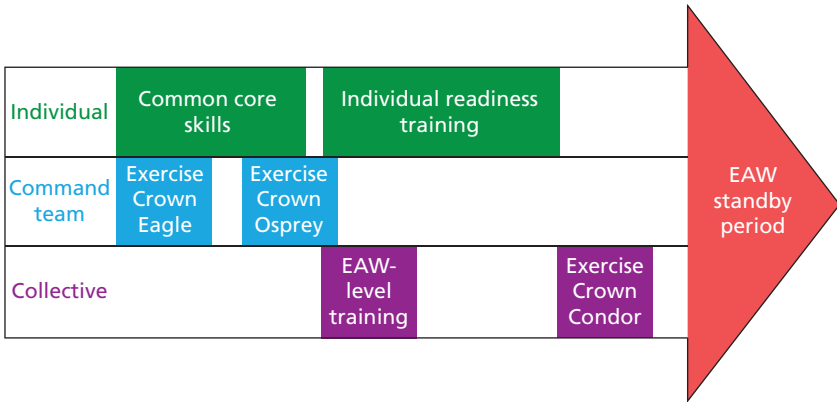 Individual
Common core
skills
Individual readiness
training
Command
team
Exercise
Crown
Eagle
Exercise
Crown
Osprey
Collective
EAW-
level
training
Exercise
Crown
Condor
EAW
standby
period